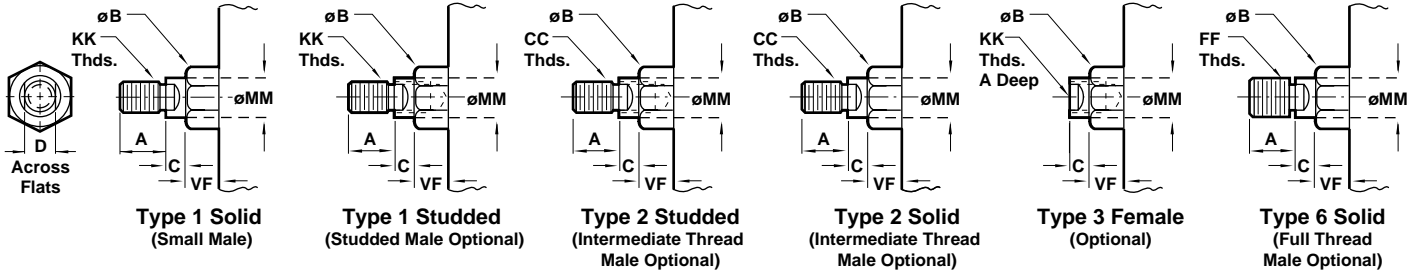 D
Across
Flats
øB
KK
Thds.
øMM
A
C
VF
Type 1 Solid
(Small Male)
øB
KK
Thds.
øMM
A
C
VF
Type 1 Studded
(Studded Male Optional)
øB
CC
Thds.
øMM
A
C
VF
Type 2 Studded
(Intermediate Thread
Male Optional)
øB
CC
Thds.
øMM
A
C
VF
Type 2 Solid
(Intermediate Thread
Male Optional)
øB
KK
Thds.
A Deep
øMM
C
VF
Type 3 Female
(Optional)
øB
FF
Thds.
øMM
A
C
VF
Type 6 Solid
(Full Thread
Male Optional)